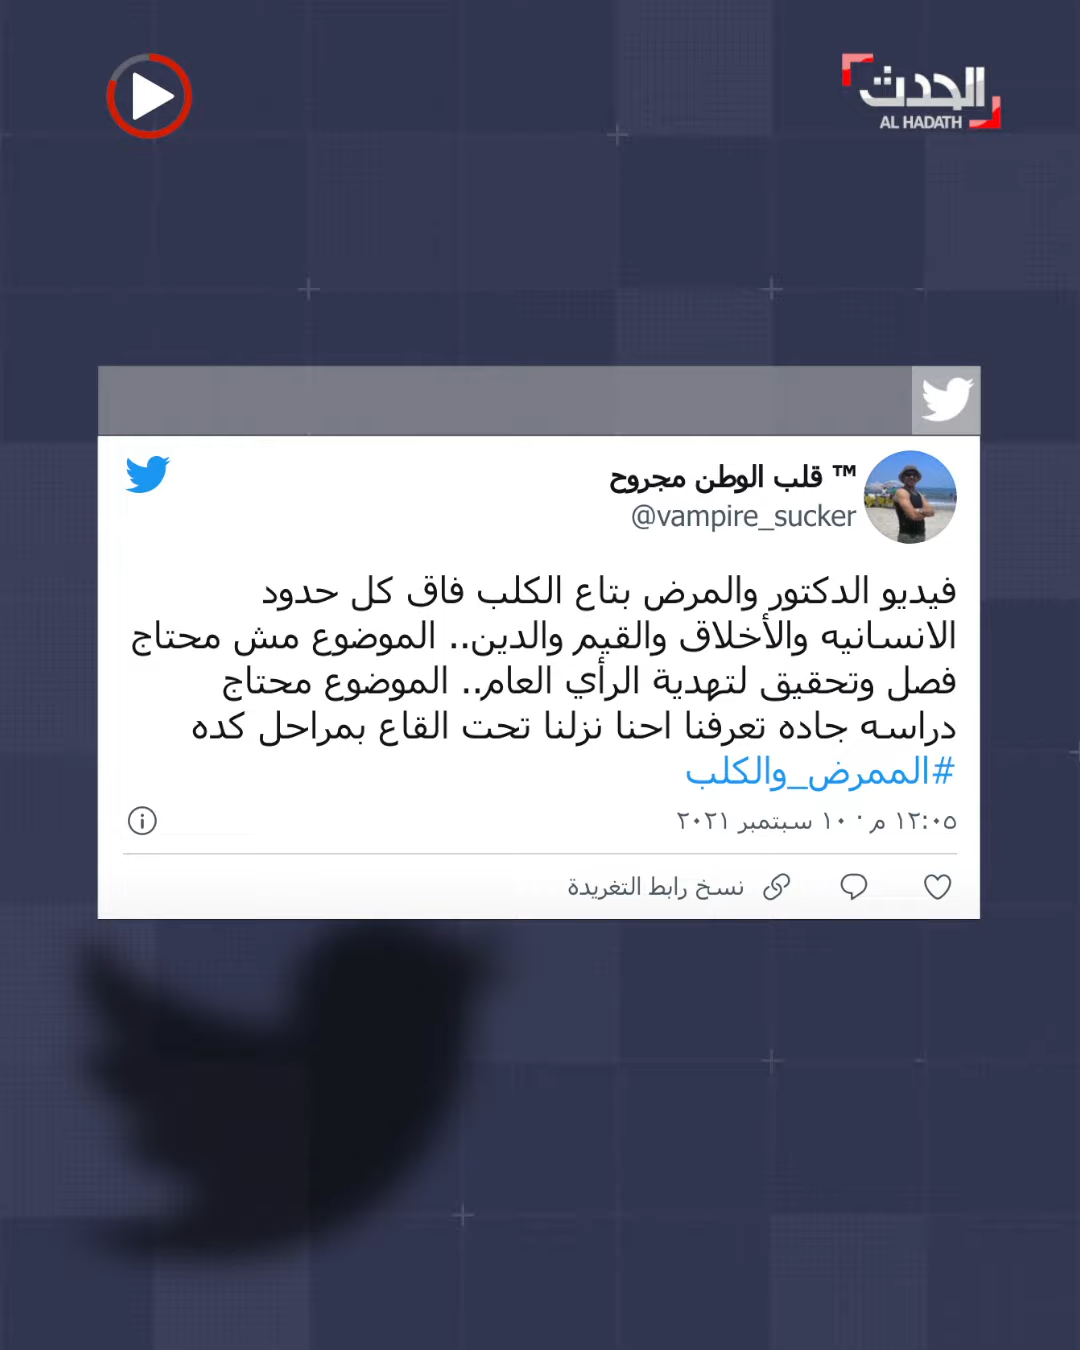 الحدث
AL HADATH
قلب الوطن مجروح ™
@vampire_sucker
فيديو الدكتور والمرض بتاع الكلب فاق كل حدود
الانسانيه والأخلاق والقيم والدين.. الموضوع مش محتاج
فصل وتحقيق لتهدية الرأي العام.. الموضوع محتاج
دراسه جاده تعرفنا احنا نزلنا تحت القاع بمراحل كده
#الممرض_والكلب
١٢:٠٥ م · ١٠ سبتمبر ٢٠٢١
نسخ رابط التغريدة